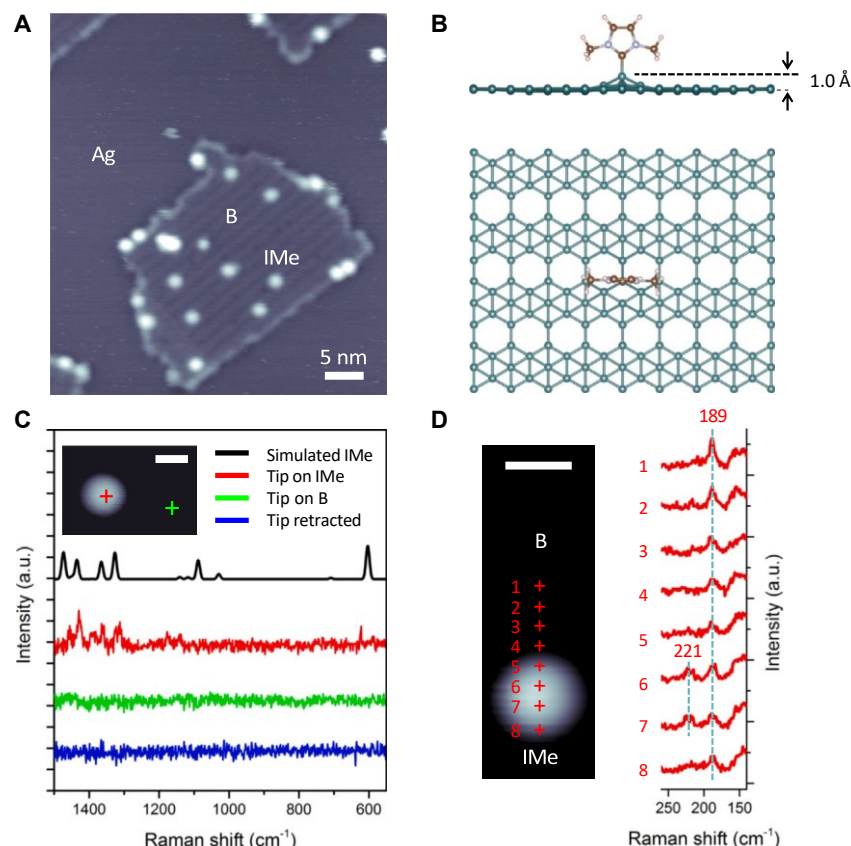 A
Ag
B
IMe
5 nm
B
1.0 Å
C
Simulated IMe
Tip on IMe
Tip on B
Tip retracted
Intensity (a.u.)
1400 1200 1000 800 600
Raman shift (cm⁻¹)
D
B
1
2
3
4
5
6
7
8
IMe
189
1
2
3
4
5
221
6
7
8
Intensity (a.u.)
250 200 150
Raman shift (cm⁻¹)